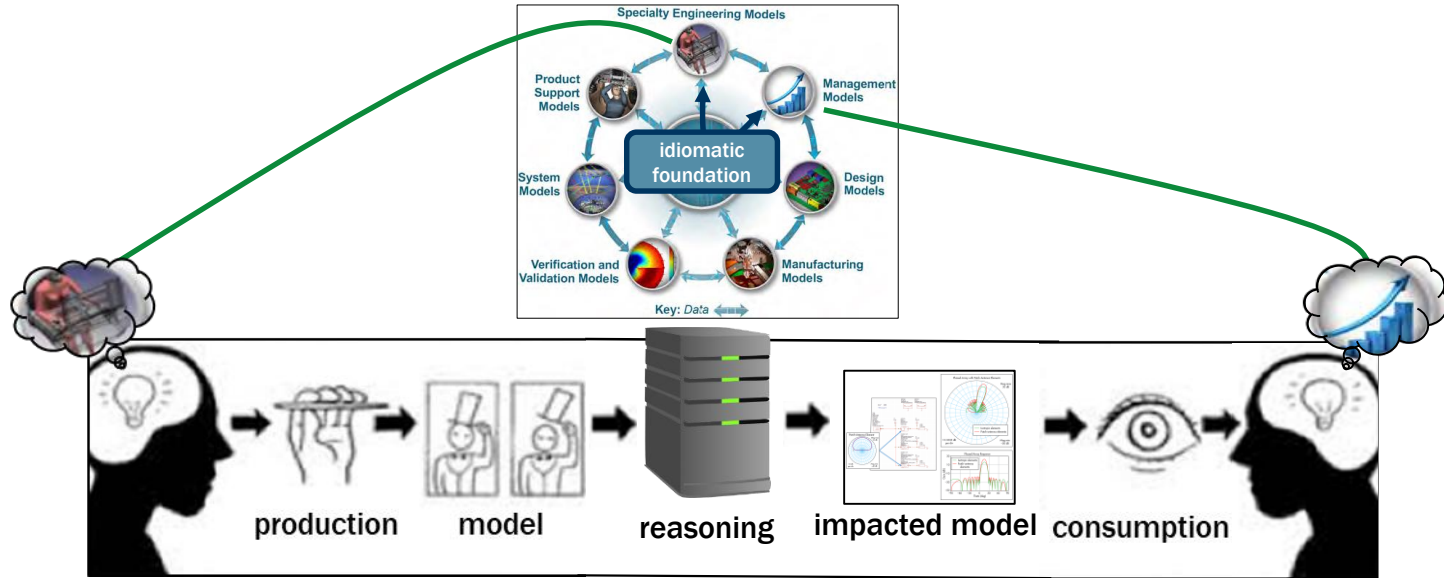 Specialty Engineering Models
Product
Support
Models
Management
Models
idiomatic
foundation
System
Models
Design
Models
Verification and
Validation Models
Manufacturing
Models
Key: Data
production
model
reasoning
impacted model
consumption